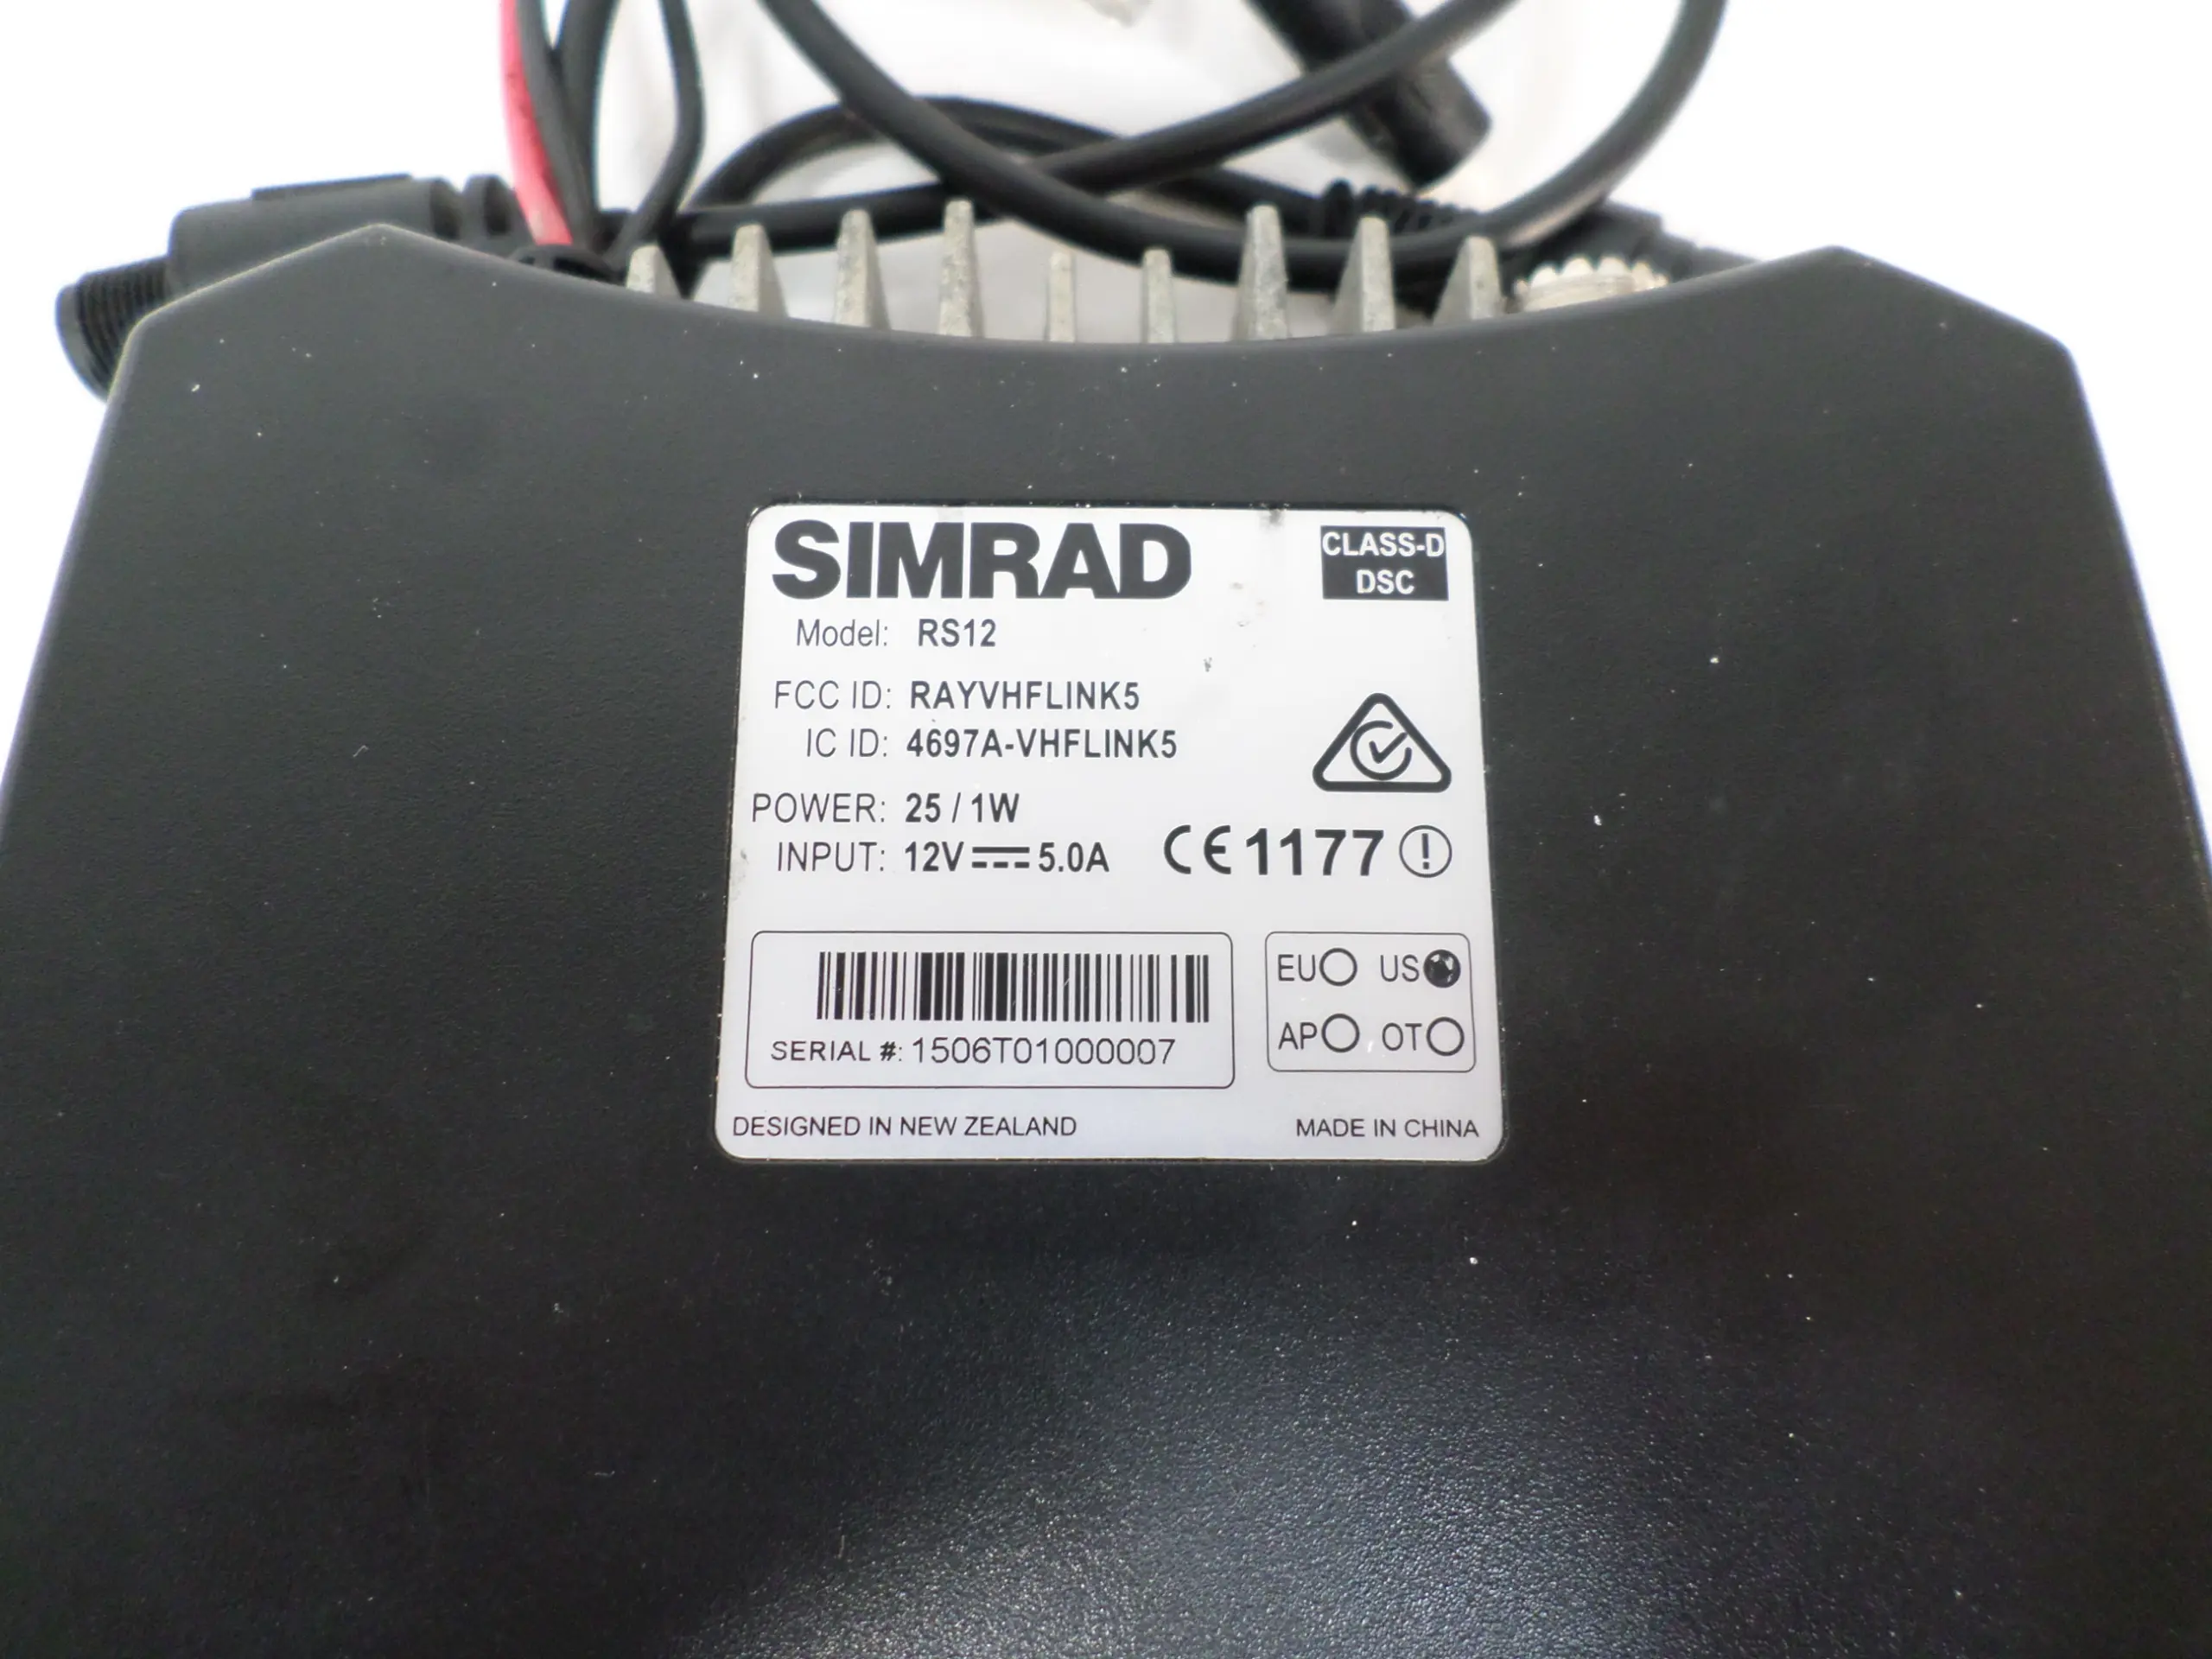 SIMRAD
CLASS-D
DSC
Model: RS12
FCC ID: RAYVHFLINK5
IC ID: 4697A-VHFLINK5
POWER: 25 / 1W
INPUT: 12V 5.0A
CE 1177
SERIAL #: 1506T01000007
EU US
AP OT
DESIGNED IN NEW ZEALAND
MADE IN CHINA